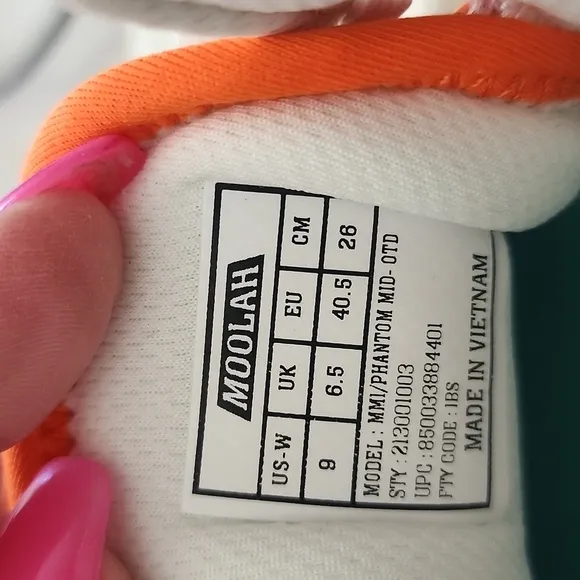 MOOLAH
US-W UK EU CM
9 6.5 40.5 26
MODEL : MM1/PHANTOM MID- OTD
STY : 213001003
UPC : 850033884401
FTY CODE : JBS
MADE IN VIETNAM